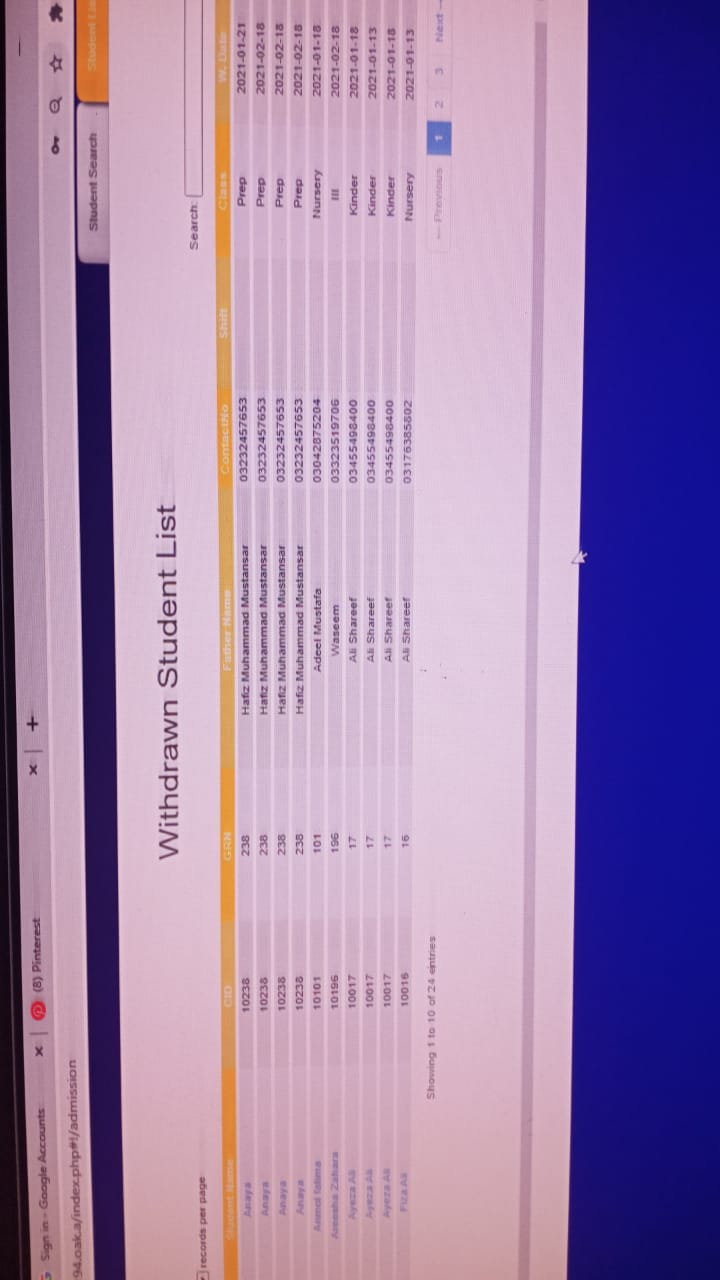 Sign in - Google Accounts × (8) Pinterest × +
94.oak.a/index.php#!/admission
Student Search Student Lis
Withdrawn Student List
records per page Search:
Student Name CID GRN Father Name ContactNo Shift Class W. Date
Anaya 10238 238 Hafiz Muhammad Mustansar 03232457653 Prep 2021-01-21
Anaya 10238 238 Hafiz Muhammad Mustansar 03232457653 Prep 2021-02-18
Anaya 10238 238 Hafiz Muhammad Mustansar 03232457653 Prep 2021-02-18
Anaya 10238 238 Hafiz Muhammad Mustansar 03232457653 Prep 2021-02-18
Anmol 10101 101 Adeel Mustafa 03042875204 Nursery 2021-01-18
Areesha Zahara 10196 196 Waseem 03323519706 III 2021-02-18
Ayeza Ali 10017 17 Ali Shareef 03455498400 Kinder 2021-01-18
Ayeza Ali 10017 17 Ali Shareef 03455498400 Kinder 2021-01-13
Ayeza Ali 10017 17 Ali Shareef 03455498400 Kinder 2021-01-18
Fiza Ali 10016 16 Ali Shareef 03176385802 Nursery 2021-01-13
Showing 1 to 10 of 24 entries ← Previous 1 2 3 Next →